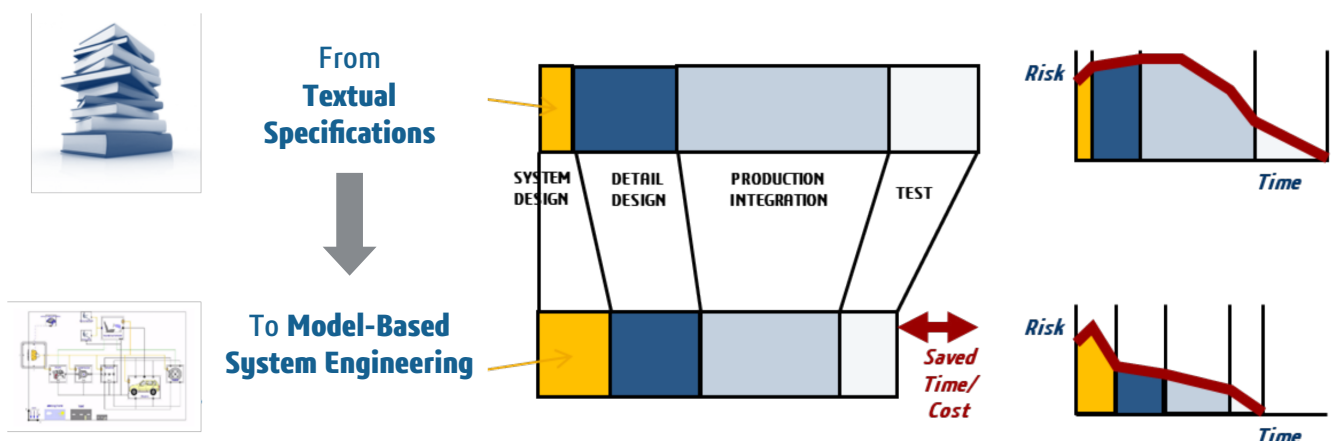 From
Textual
Specifications
To Model-Based
System Engineering
SYSTEM
DESIGN
DETAIL
DESIGN
PRODUCTION
INTEGRATION
TEST
Saved
Time/
Cost
Risk
Time
Risk
Time